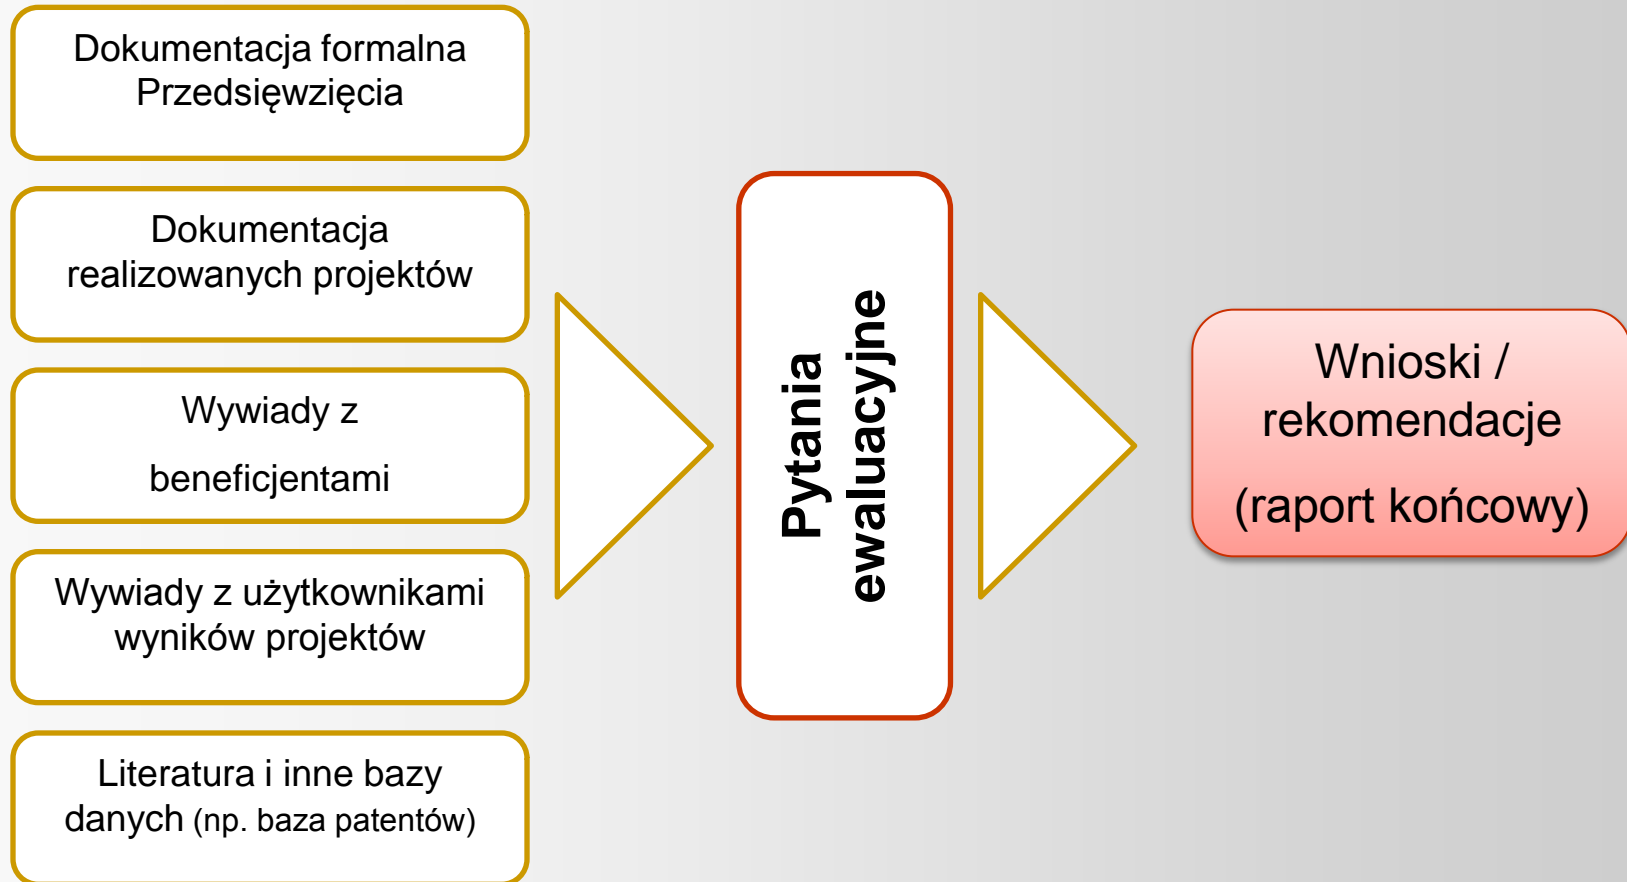 Dokumentacja formalna
Przedsięwzięcia
Dokumentacja
realizowanych projektów
Wywiady z
beneficjentami
Wywiady z użytkownikami
wyników projektów
Literatura i inne bazy
danych (np. baza patentów)
Pytania
ewaluacyjne
Wnioski /
rekomendacje
(raport końcowy)